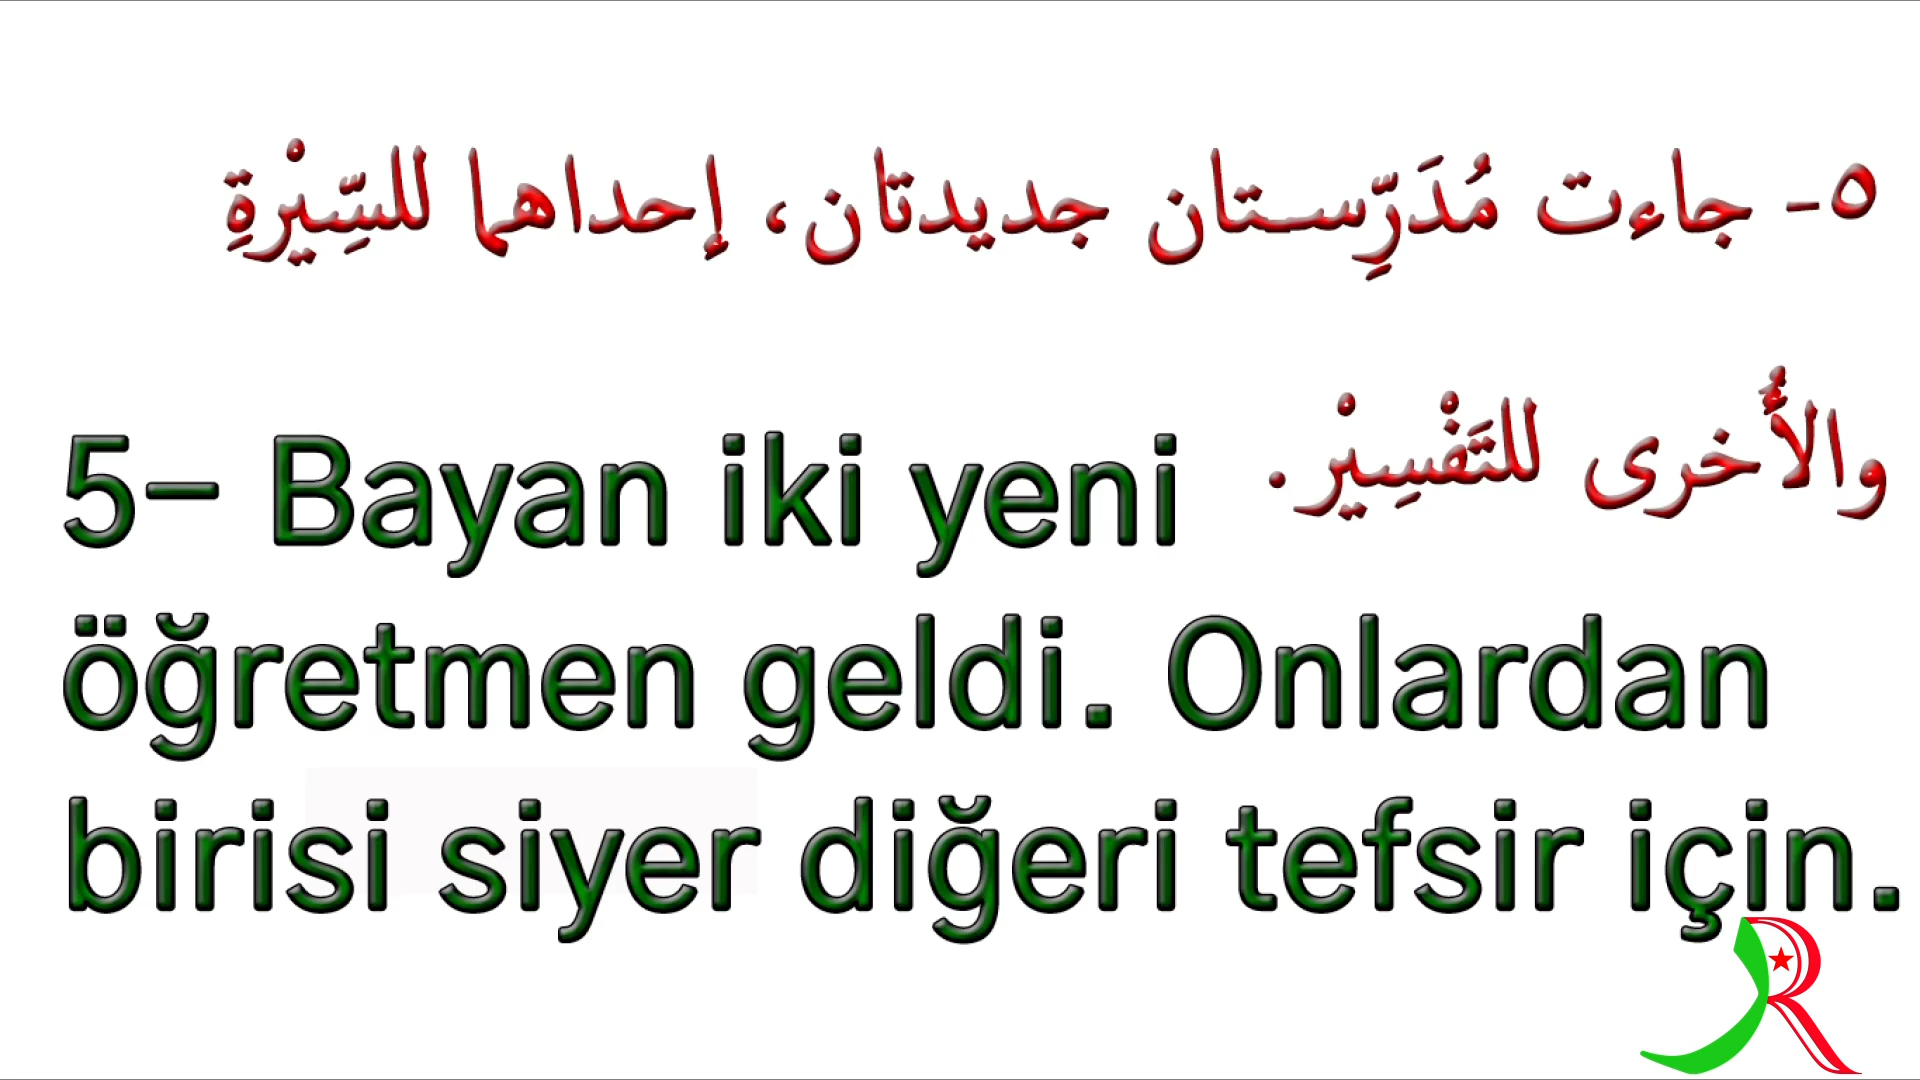 ٥- جاءت مُدَرِّستان جديدتان، إحداهما للسِّيْرةِ
والأُخرى للتَفْسِيْر.
5- Bayan iki yeni
öğretmen geldi. Onlardan
birisi siyer diğeri tefsir için.
R